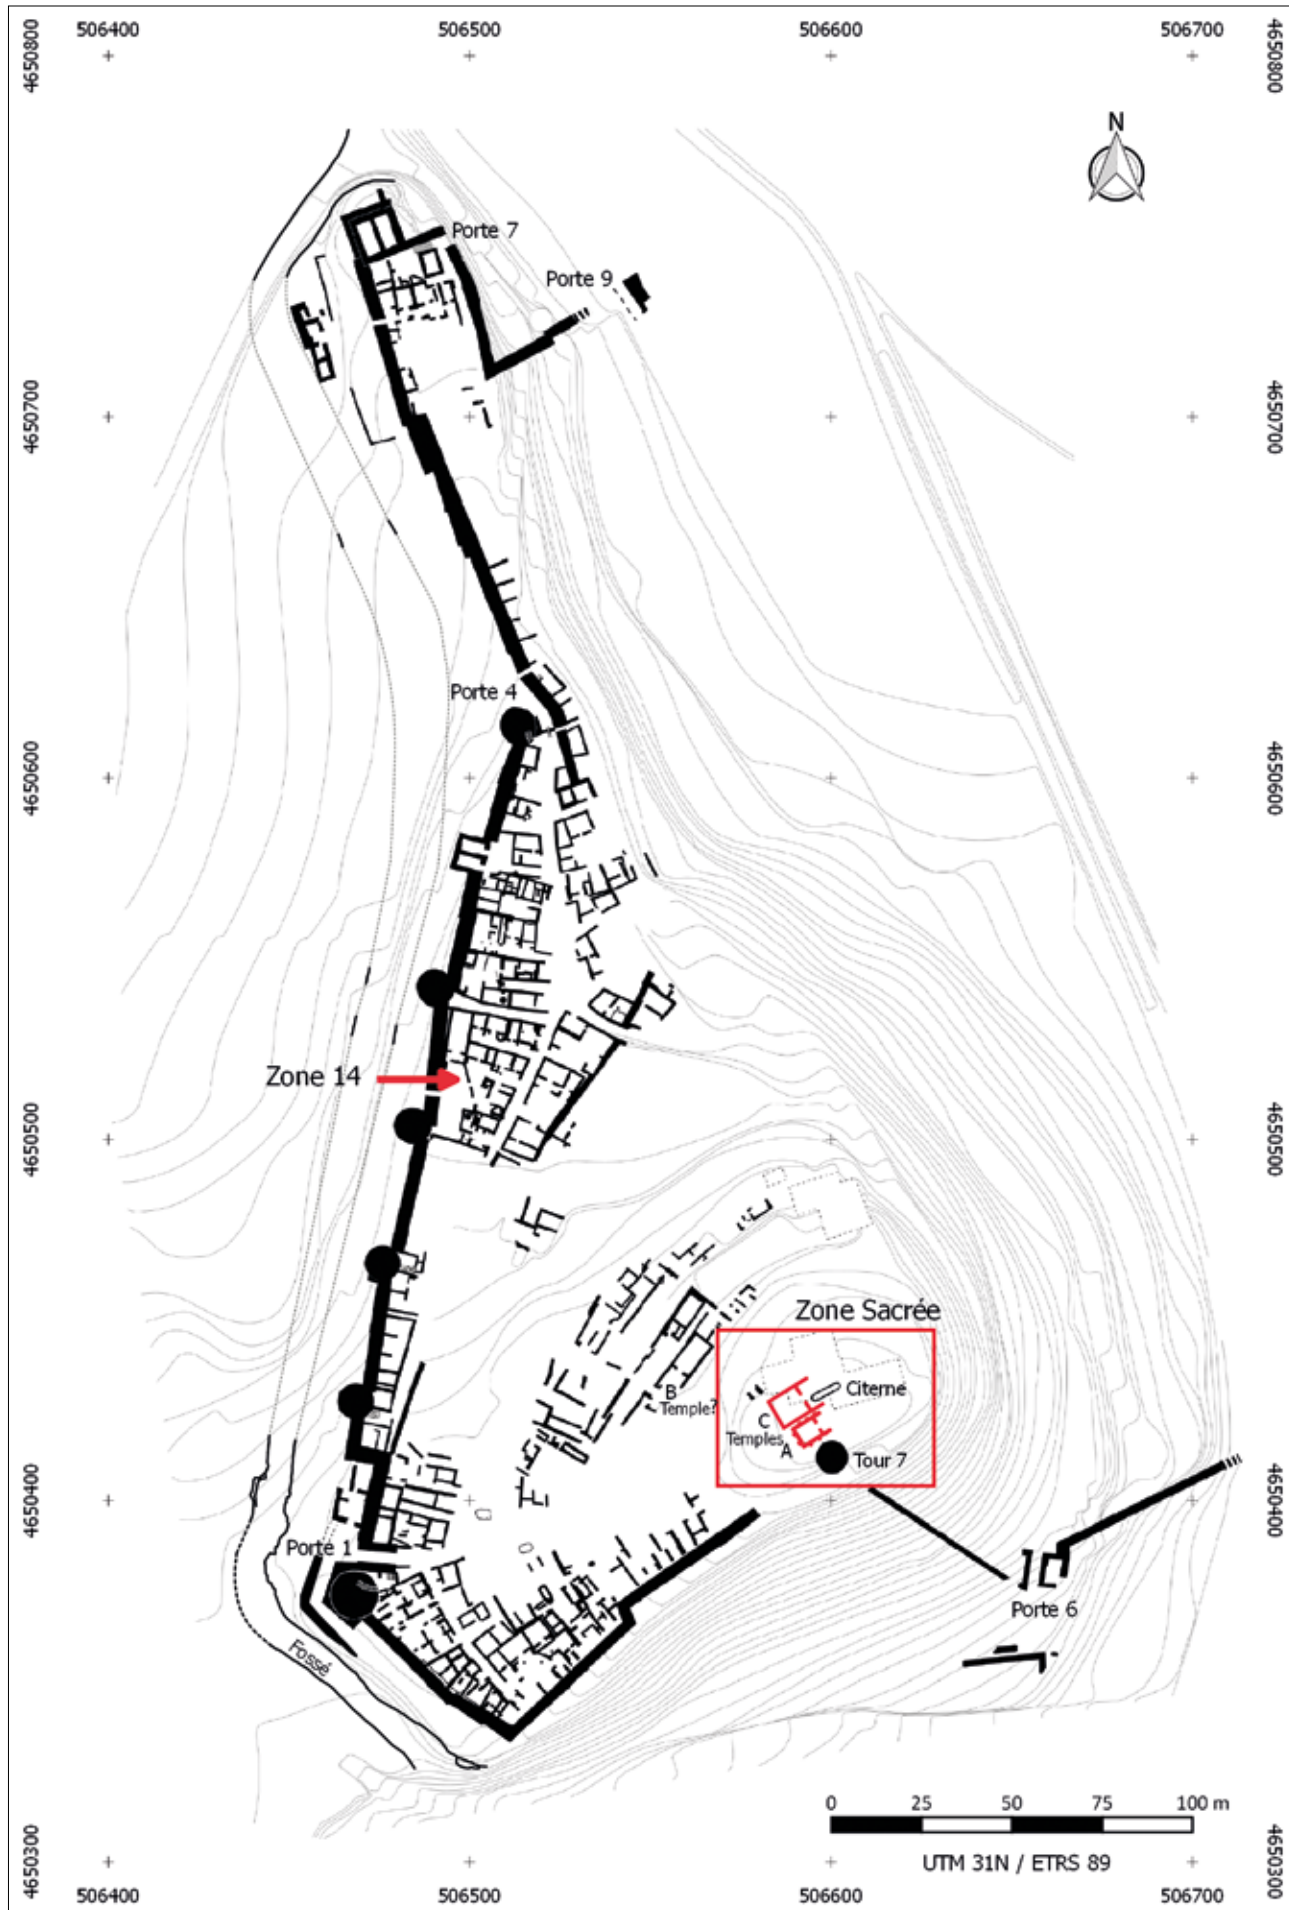 506400 506500 506600 506700
4650800 4650800
N
Porte 7
Porte 9
4650700 4650700
Porte 4
4650600 4650600
Zone 14
4650500 4650500
Zone Sacrée
B
Temple?
Citerne
C
Temples
A
Tour 7
4650400 4650400
Porte 1
Porte 6
Fossé
0 25 50 75 100 m
UTM 31N / ETRS 89
4650300 4650300
506400 506500 506600 506700